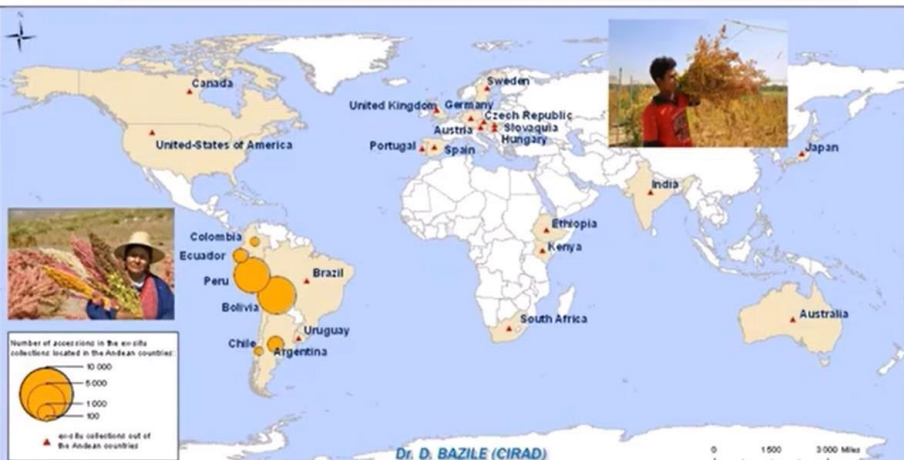 Canada
Sweden
United Kingdom
Germany
Czech Republic
Slovaquia
Austria
Hungary
United-States of America
Portugal
Spain
Japan
India
Ethiopia
Colombia
Kenya
Ecuador
Peru
Brazil
Bolivia
Australia
South Africa
Uruguay
Chile
Argentina
Number of accessions in the ex-situ
collections located in the Andean countries:
10 000
5 000
1 000
100
ex-situ collections out of
the Andean countries
Dr. D. BAZILE (CIRAD)
0 1 500 3 000 Miles